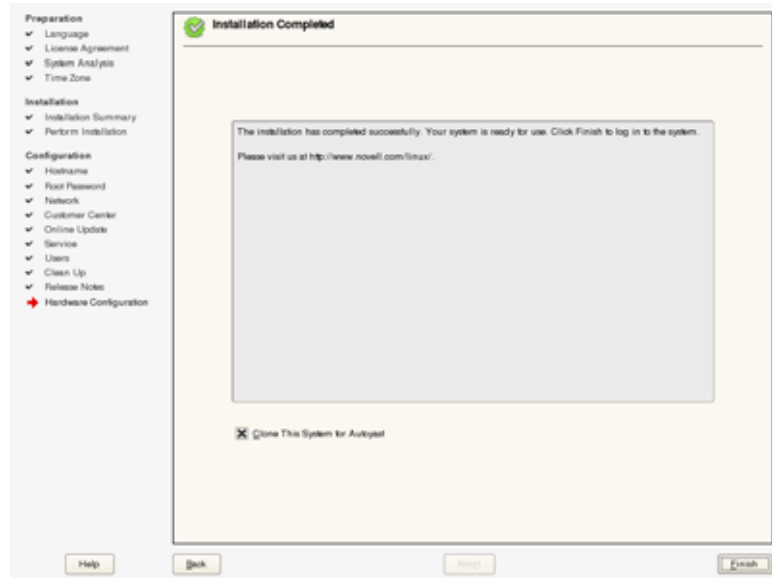 Preparation
Language
License Agreement
System Analysis
Time Zone
Installation
Installation Summary
Perform Installation
Configuration
Hostname
Root Password
Network
Customer Center
Online Update
Service
Users
Clean Up
Release Notes
Hardware Configuration
Installation Completed
The installation has completed successfully. Your system is ready for use. Click Finish to log in to the system.
Please visit us at http://www.novell.com/linux/.
Clone This System for Autoyast
Help
Back
Abort
Finish